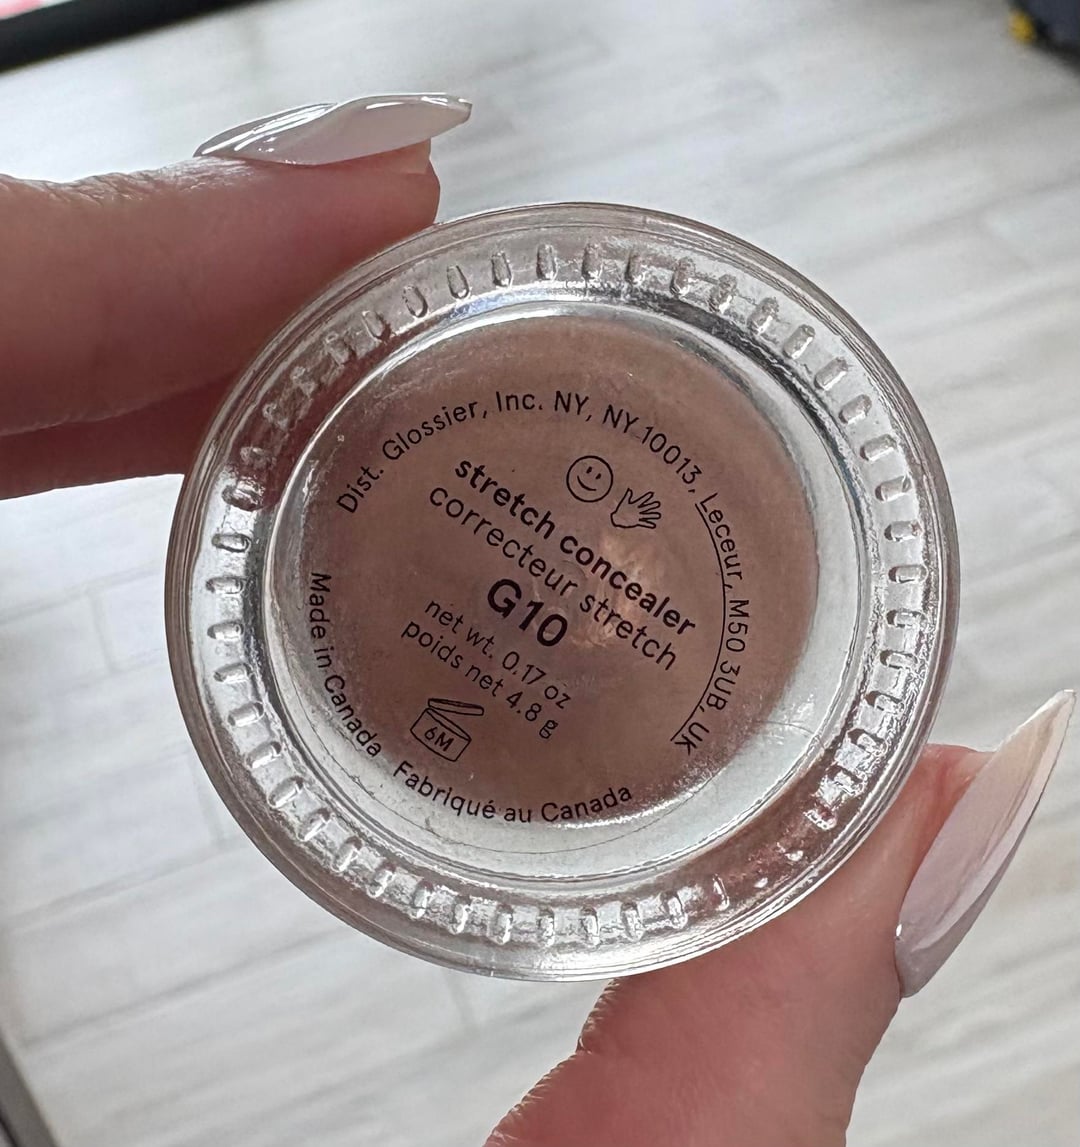 Dist. Glossier, Inc. NY, NY 10013, Leceur, M50 3UB, UK
stretch concealer
correcteur stretch
G10
net wt. 0.17 oz
poids net 4.8 g
6M
Made in Canada
Fabriqué au Canada